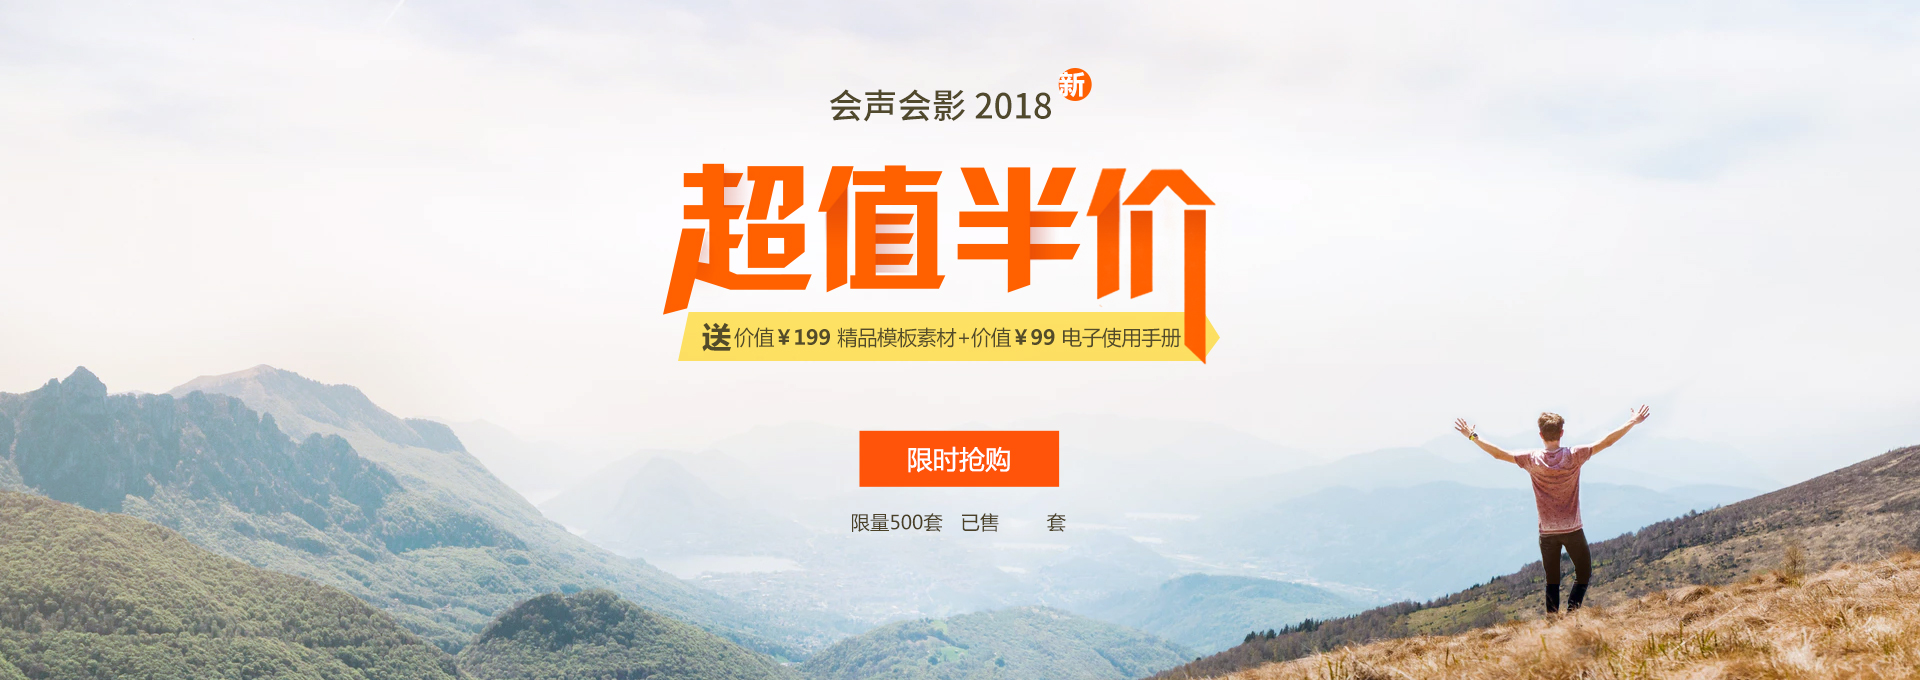 会声会影 2018 新
超值半价
送 价值¥199 精品模板素材+价值¥99 电子使用手册
限时抢购
限量500套 已售 套